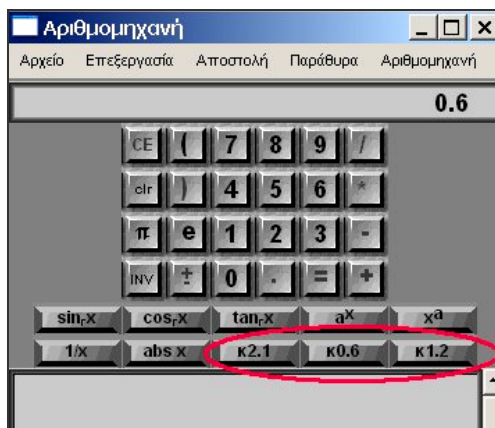 Αριθμομηχανή
Αρχείο Επεξεργασία Αποστολή Παράθυρα Αριθμομηχανή
0.6
CE ( 7 8 9 /
clr ) 4 5 6 *
π e 1 2 3 -
INV ± 0 . = +
sinᵣx cosᵣx tanᵣx aˣ xᵃ
1/x abs x κ2.1 κ0.6 κ1.2